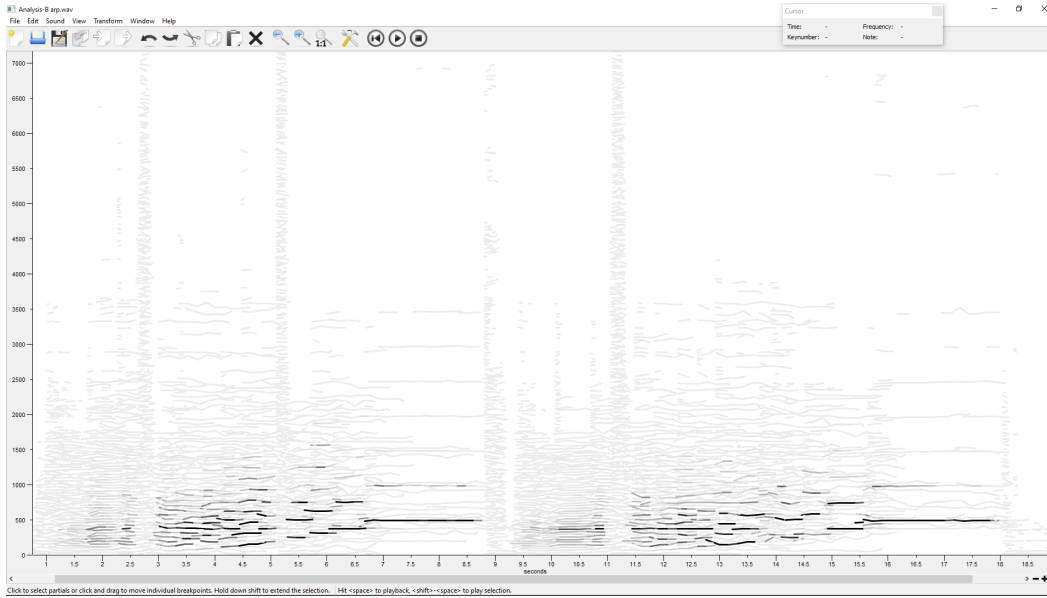 Analysis-B arp.wav
File Edit Sound View Transform Window Help
1:1
Cursor
Time: - Frequency: -
Keynumber: - Note: -
7000
6500
6000
5500
5000
4500
4000
3500
3000
2500
2000
1500
1000
500
0
1 1.5 2 2.5 3 3.5 4 4.5 5 5.5 6 6.5 7 7.5 8 8.5 9 9.5 10 10.5 11 11.5 12 12.5 13 13.5 14 14.5 15 15.5 16 16.5 17 17.5 18 18.5
seconds
Click to select partials or click and drag to move individual breakpoints. Hold down shift to extend the selection. Hit <space> to playback, <shift>-<space> to play selection.